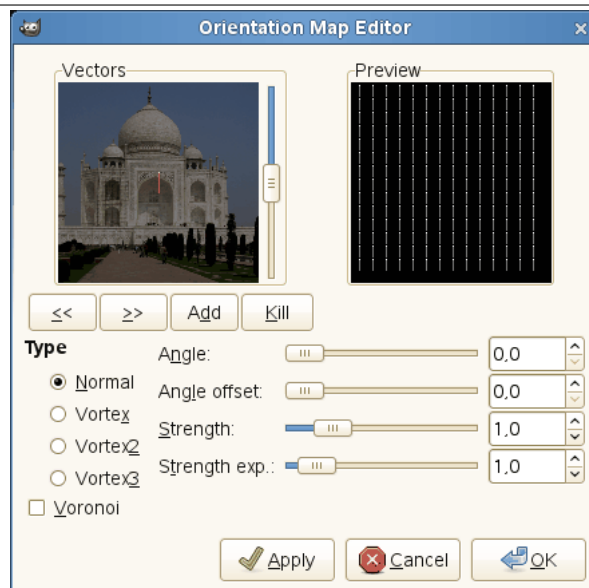 Orientation Map Editor
Vectors
Preview
<<
>>
Add
Kill
Type
Normal
Vortex
Vortex2
Vortex3
Voronoi
Angle: 0,0
Angle offset: 0,0
Strength: 1,0
Strength exp.: 1,0
Apply
Cancel
OK